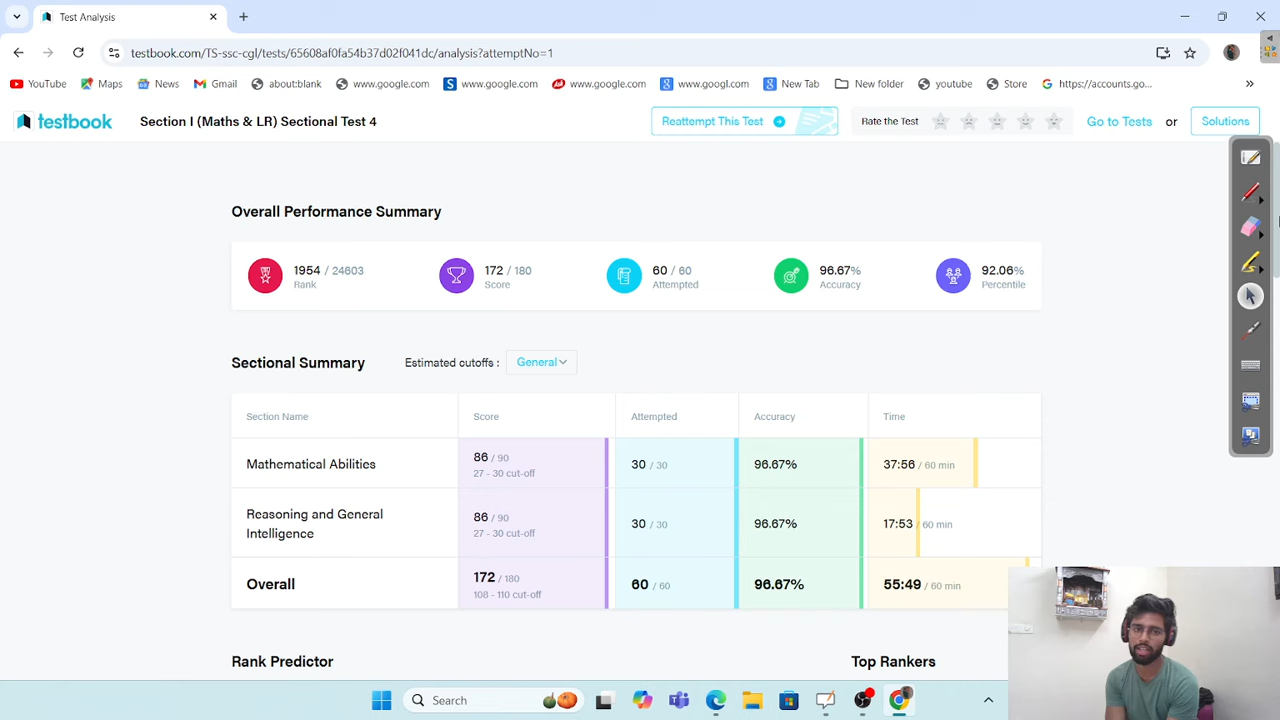 Test Analysis
testbook.com/TS-ssc-cgl/tests/65608af0fa54b37d02f041dc/analysis?attemptNo=1
YouTube Maps News Gmail about:blank www.google.com www.google.com www.google.com www.googl.com New Tab New folder youtube Store https://accounts.go...
testbook Section I (Maths & LR) Sectional Test 4 Reattempt This Test Rate the Test Go to Tests or Solutions
Overall Performance Summary
1954 / 24603 172 / 180 60 / 60 96.67% 92.06%
Rank Score Attempted Accuracy Percentile
Sectional Summary Estimated cutoffs : General
Section Name Score Attempted Accuracy Time
Mathematical Abilities 86 / 90 30 / 30 96.67% 37:56 / 60 min
27 - 30 cut-off
Reasoning and General
Intelligence 86 / 90 30 / 30 96.67% 17:53 / 60 min
27 - 30 cut-off
Overall 172 / 180 60 / 60 96.67% 55:49 / 60 min
108 - 110 cut-off
Rank Predictor Top Rankers
Search